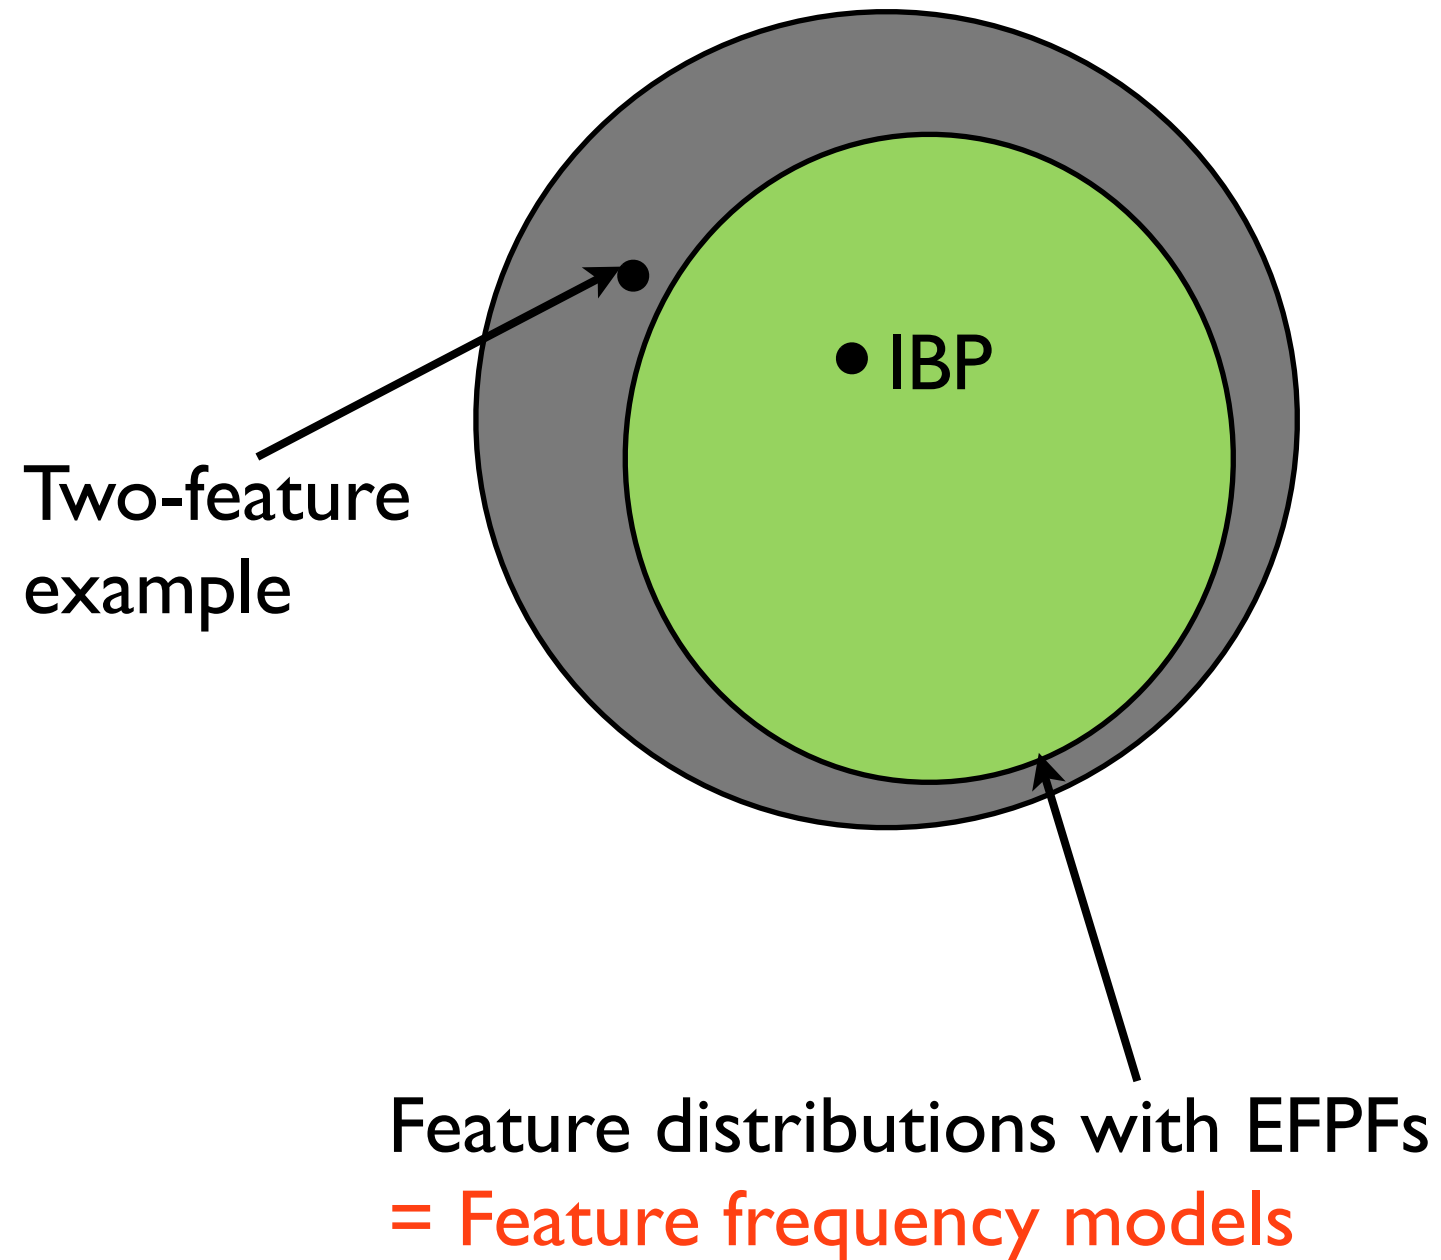 IBP
Two-feature
example
Feature distributions with EFPFs
= Feature frequency models